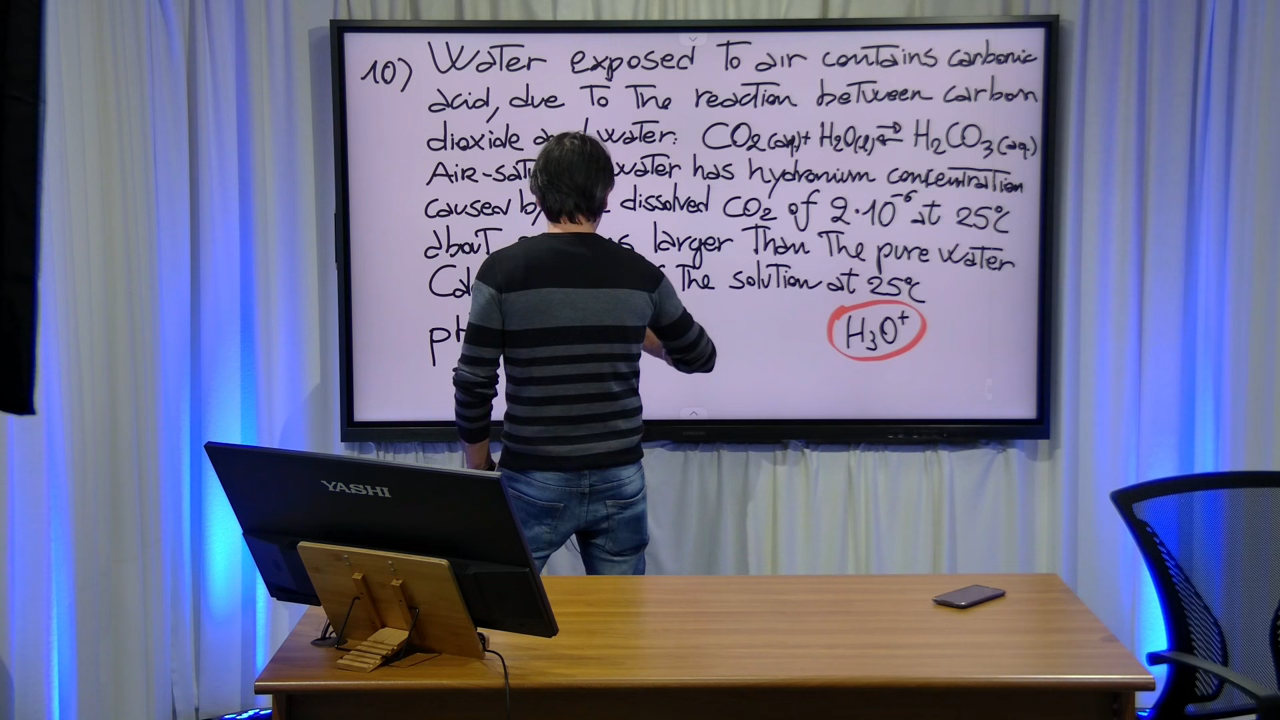 10) Water exposed to air contains carbonic
acid, due to the reaction between carbon
dioxide water: CO2(aq)+ H2O(l)⇄ H2CO3(aq.)
Air- water has hydronium concentration
caused dissolved CO2 of 2·10⁻⁶ at 25°C
about larger than the pure water
the solution at 25°C
H3O⁺
YASHI